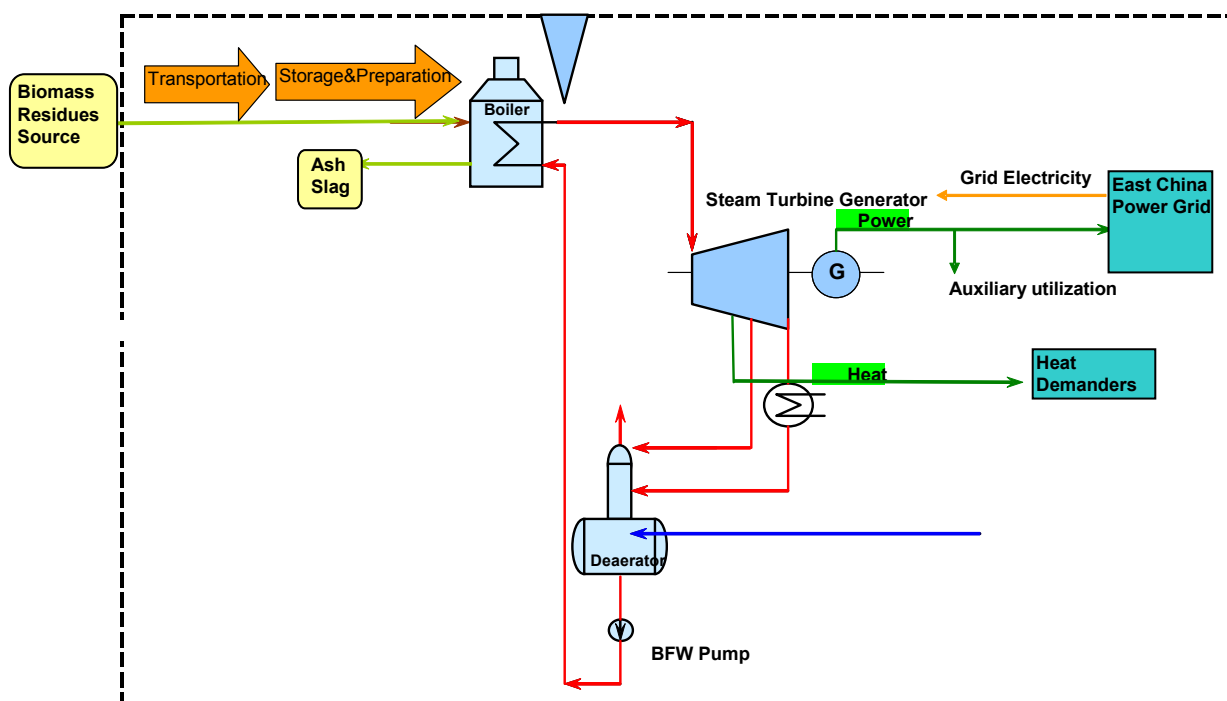 Transportation
Storage&Preparation
Biomass
Residues
Source
Boiler
Ash
Slag
Grid Electricity
East China
Power Grid
Steam Turbine Generator
Power
G
Auxiliary utilization
Heat
Heat
Demanders
Deaerator
BFW Pump